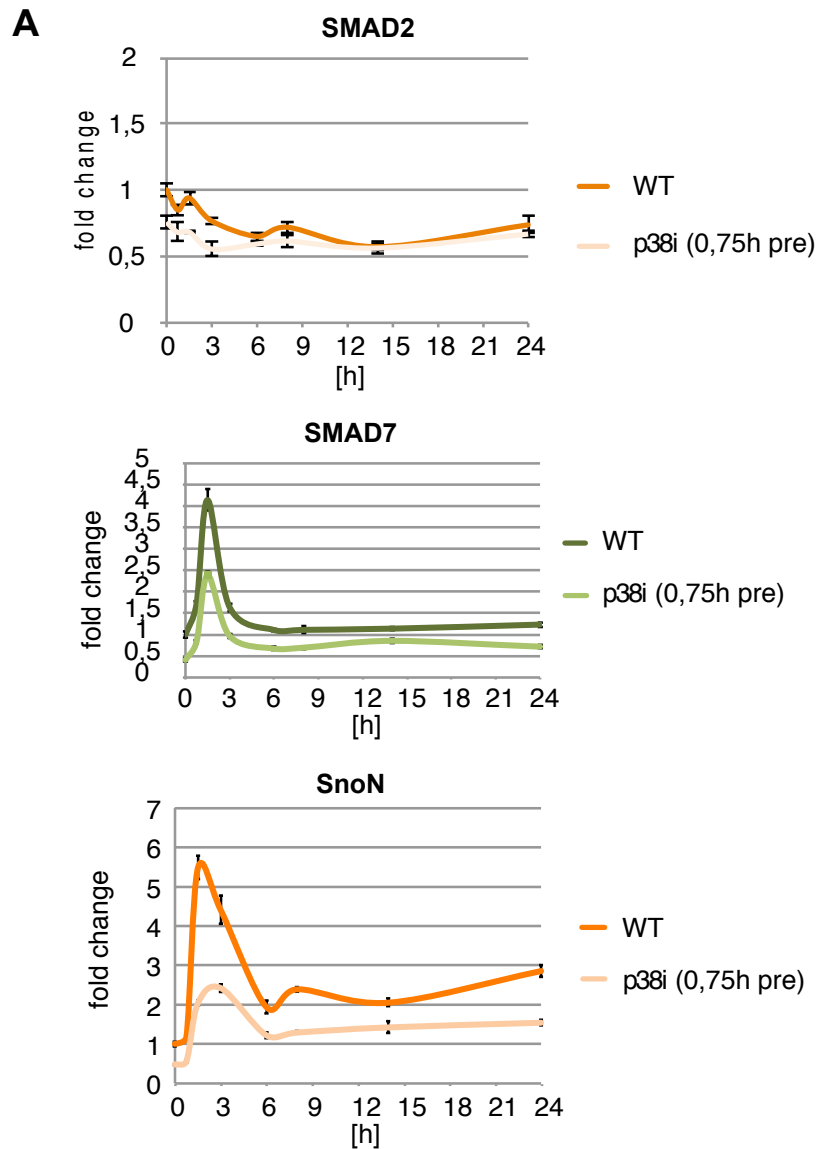 A
SMAD2
fold change
2
1,5
1
0,5
0
0 3 6 9 12 15 18 21 24
[h]
WT
p38i (0,75h pre)
SMAD7
fold change
5
4,5
4
3,5
3
2,5
2
1,5
1
0,5
0
0 3 6 9 12 15 18 21 24
[h]
WT
p38i (0,75h pre)
SnoN
fold change
7
6
5
4
3
2
1
0
0 3 6 9 12 15 18 21 24
[h]
WT
p38i (0,75h pre)